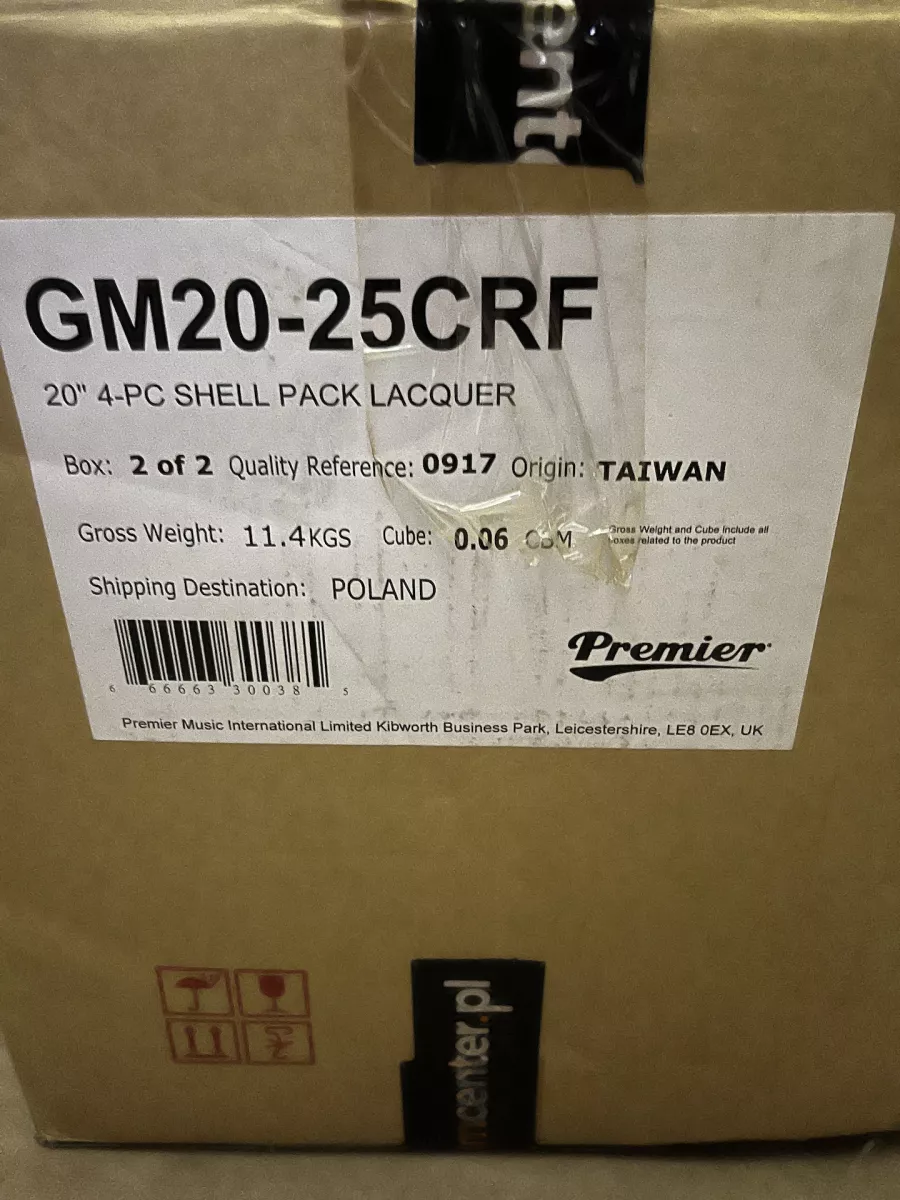 ent
GM20-25CRF
20" 4-PC SHELL PACK LACQUER
Box: 2 of 2 Quality Reference: 0917 Origin: TAIWAN
Gross Weight: 11.4KGS Cube: 0.06 CBM Gross Weight and Cube include all
boxes related to the product
Shipping Destination: POLAND
6 66663 30038 5
Premier
Premier Music International Limited Kibworth Business Park, Leicestershire, LE8 0EX, UK
center.pl